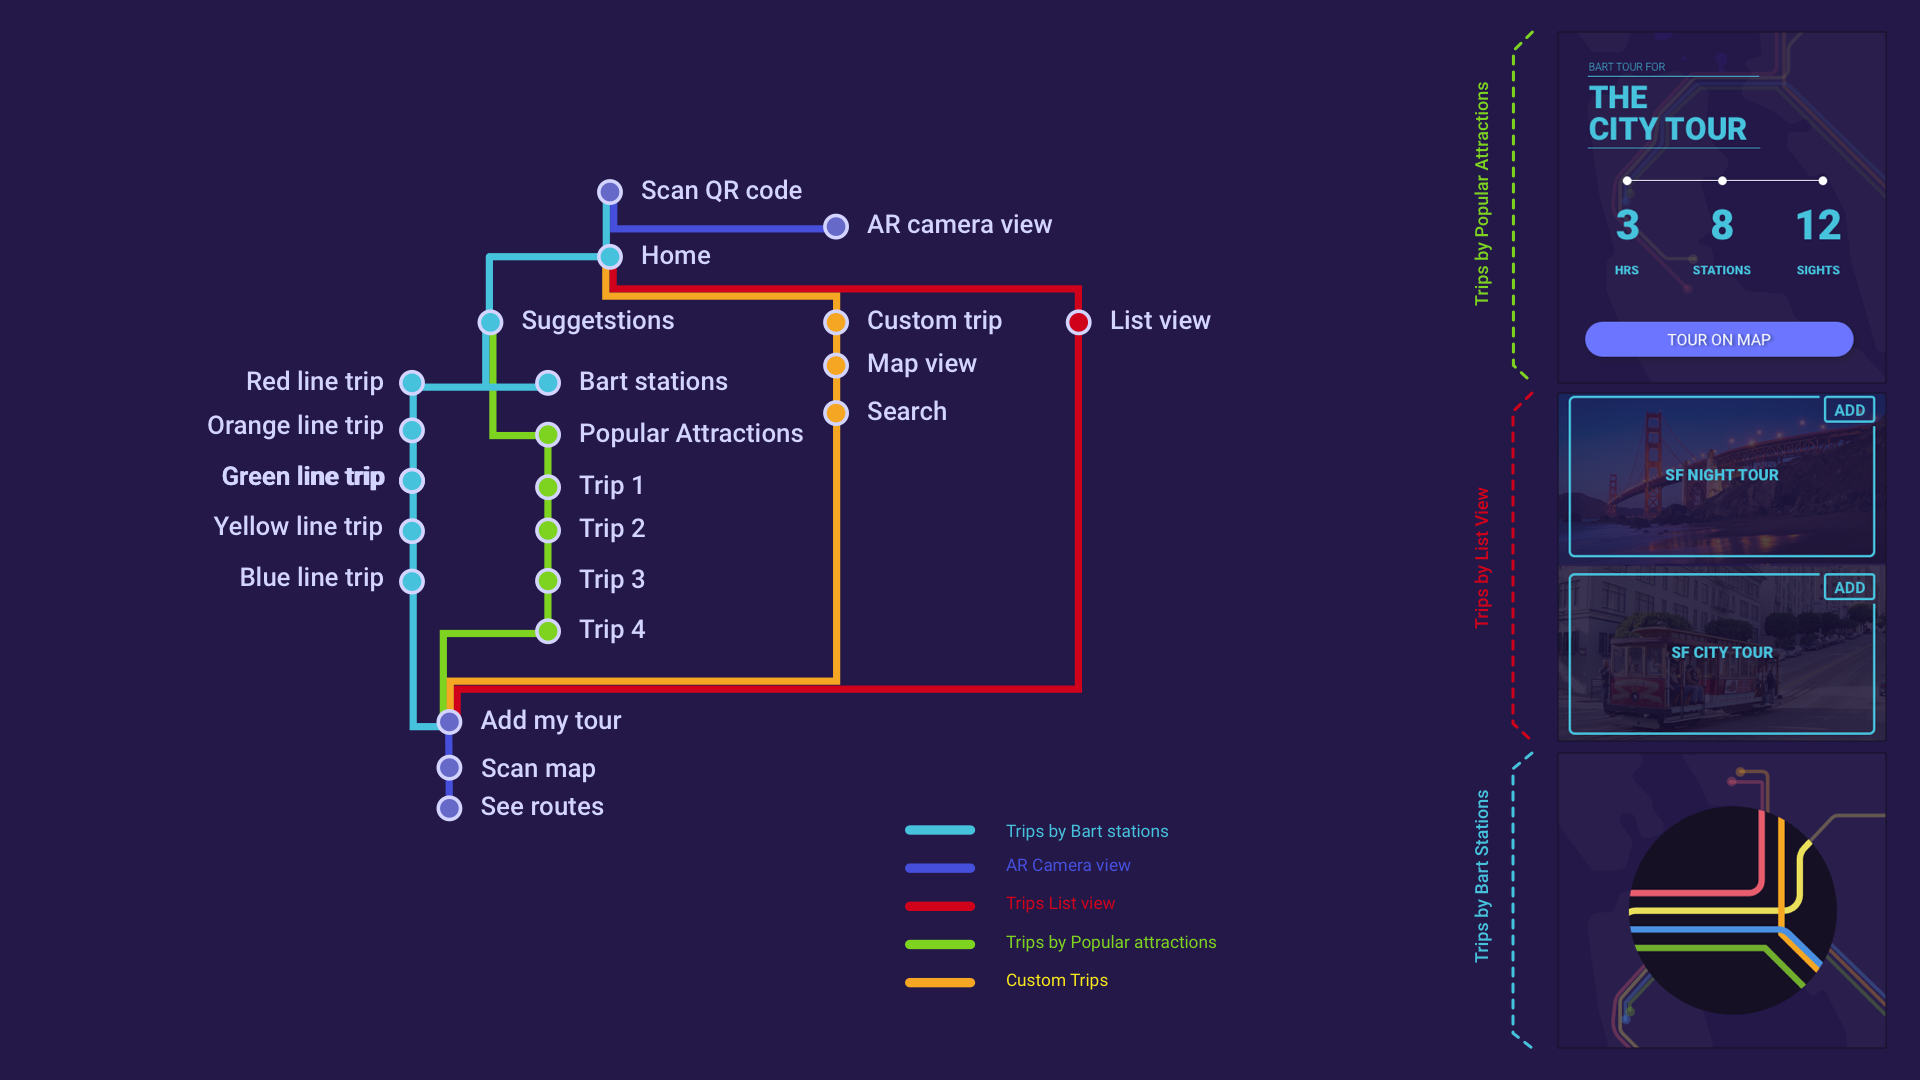 Scan QR code
AR camera view
Home
Suggetstions
Custom trip
List view
Map view
Red line trip
Bart stations
Search
Orange line trip
Popular Attractions
Green line trip
Trip 1
Yellow line trip
Trip 2
Blue line trip
Trip 3
Trip 4
Add my tour
Scan map
See routes
Trips by Bart stations
AR Camera view
Trips List view
Trips by Popular attractions
Custom Trips
Trips by Popular Attractions
BART TOUR FOR
THE
CITY TOUR
3 8 12
HRS STATIONS SIGHTS
TOUR ON MAP
Trips by List View
ADD
SF NIGHT TOUR
ADD
SF CITY TOUR
Trips by Bart Stations